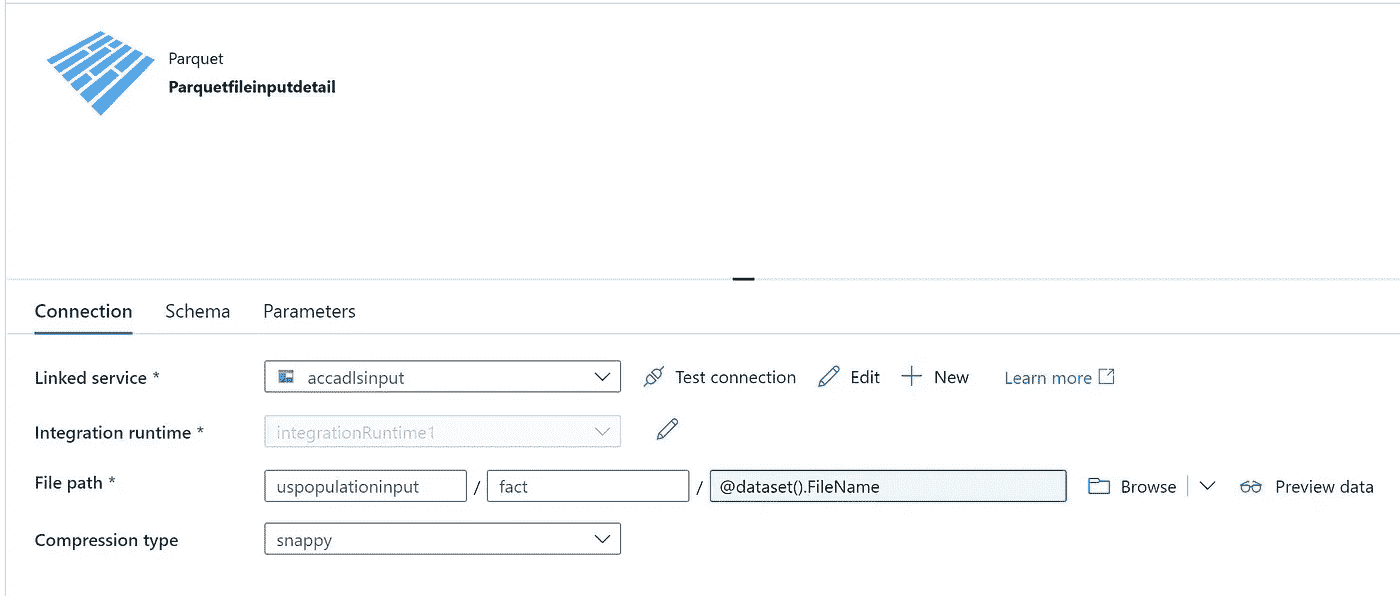 Parquet
Parquetfileinputdetail
Connection Schema Parameters
Linked service * accadlsinput Test connection Edit New Learn more
Integration runtime * integrationRuntime1
File path * uspopulationinput / fact / @dataset().FileName Browse Preview data
Compression type snappy